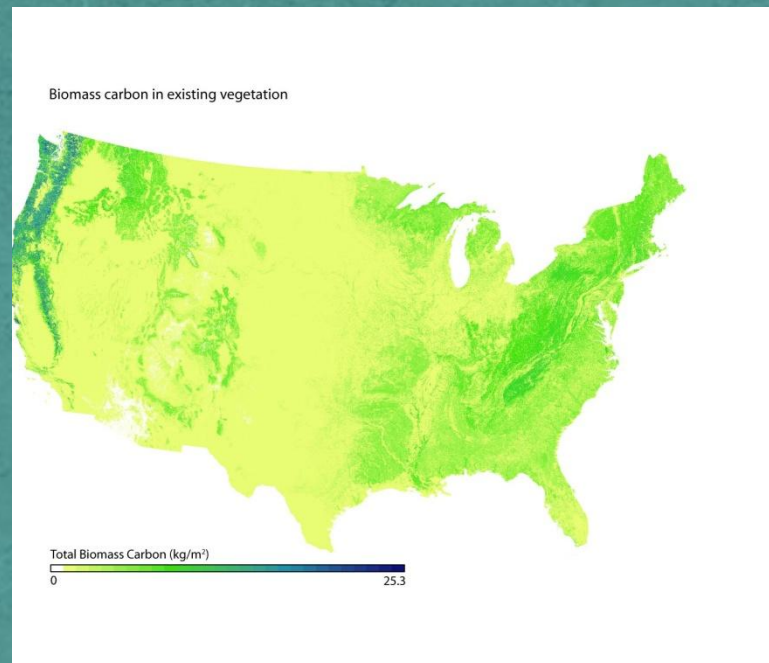 Biomass carbon in existing vegetation
Total Biomass Carbon (kg/m²)
0 25.3